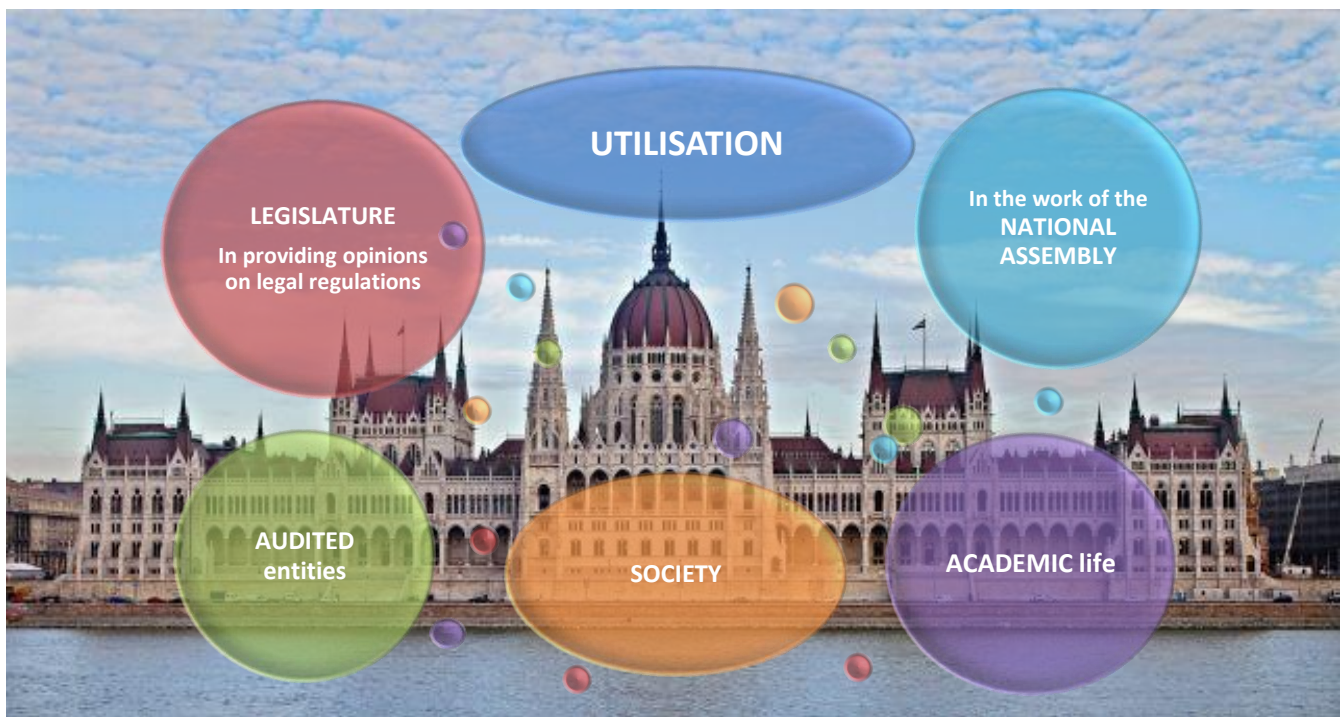 UTILISATION
LEGISLATURE
In providing opinions
on legal regulations
In the work of the
NATIONAL
ASSEMBLY
AUDITED
entities
SOCIETY
ACADEMIC life